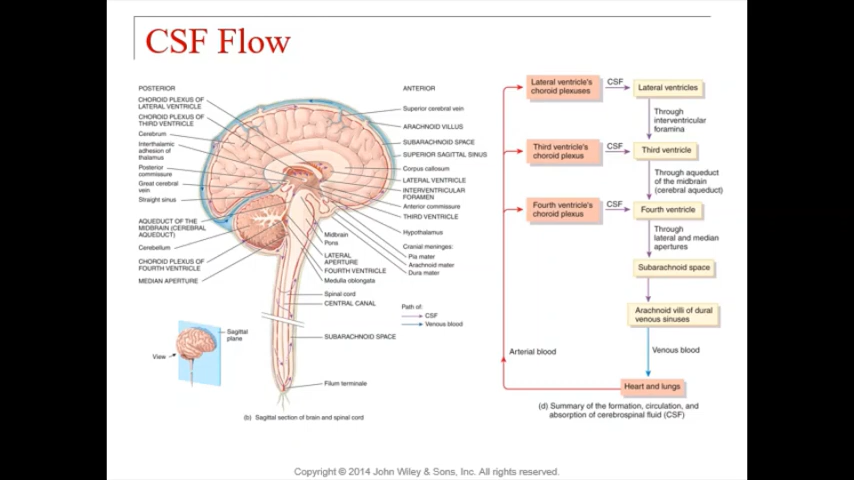 CSF Flow
POSTERIOR
CHOROID PLEXUS OF
LATERAL VENTRICLE
CHOROID PLEXUS OF
THIRD VENTRICLE
Cerebrum
Interthalamic
adhesion of
thalamus
Posterior
commissure
Great cerebral
vein
Straight sinus
AQUEDUCT OF THE
MIDBRAIN (CEREBRAL
AQUEDUCT)
Cerebellum
CHOROID PLEXUS OF
FOURTH VENTRICLE
MEDIAN APERTURE
ANTERIOR
Superior cerebral vein
ARACHNOID VILLUS
SUBARACHNOID SPACE
SUPERIOR SAGITTAL SINUS
Corpus callosum
LATERAL VENTRICLE
INTERVENTRICULAR
FORAMEN
Anterior commissure
THIRD VENTRICLE
Hypothalamus
Cranial meninges:
Pia mater
Arachnoid mater
Dura mater
Midbrain
Pons
LATERAL
APERTURE
FOURTH VENTRICLE
Medulla oblongata
Spinal cord
CENTRAL CANAL
SUBARACHNOID SPACE
Filum terminale
Path of:
CSF
Venous blood
Sagittal
plane
View
(b) Sagittal section of brain and spinal cord
Lateral ventricle's
choroid plexuses
CSF
Lateral ventricles
Through
interventricular
foramina
Third ventricle's
choroid plexus
CSF
Third ventricle
Through aqueduct
of the midbrain
(cerebral aqueduct)
Fourth ventricle's
choroid plexus
CSF
Fourth ventricle
Through
lateral and median
apertures
Subarachnoid space
Arachnoid villi of dural
venous sinuses
Arterial blood
Venous blood
Heart and lungs
(d) Summary of the formation, circulation, and
absorption of cerebrospinal fluid (CSF)
Copyright © 2014 John Wiley & Sons, Inc. All rights reserved.